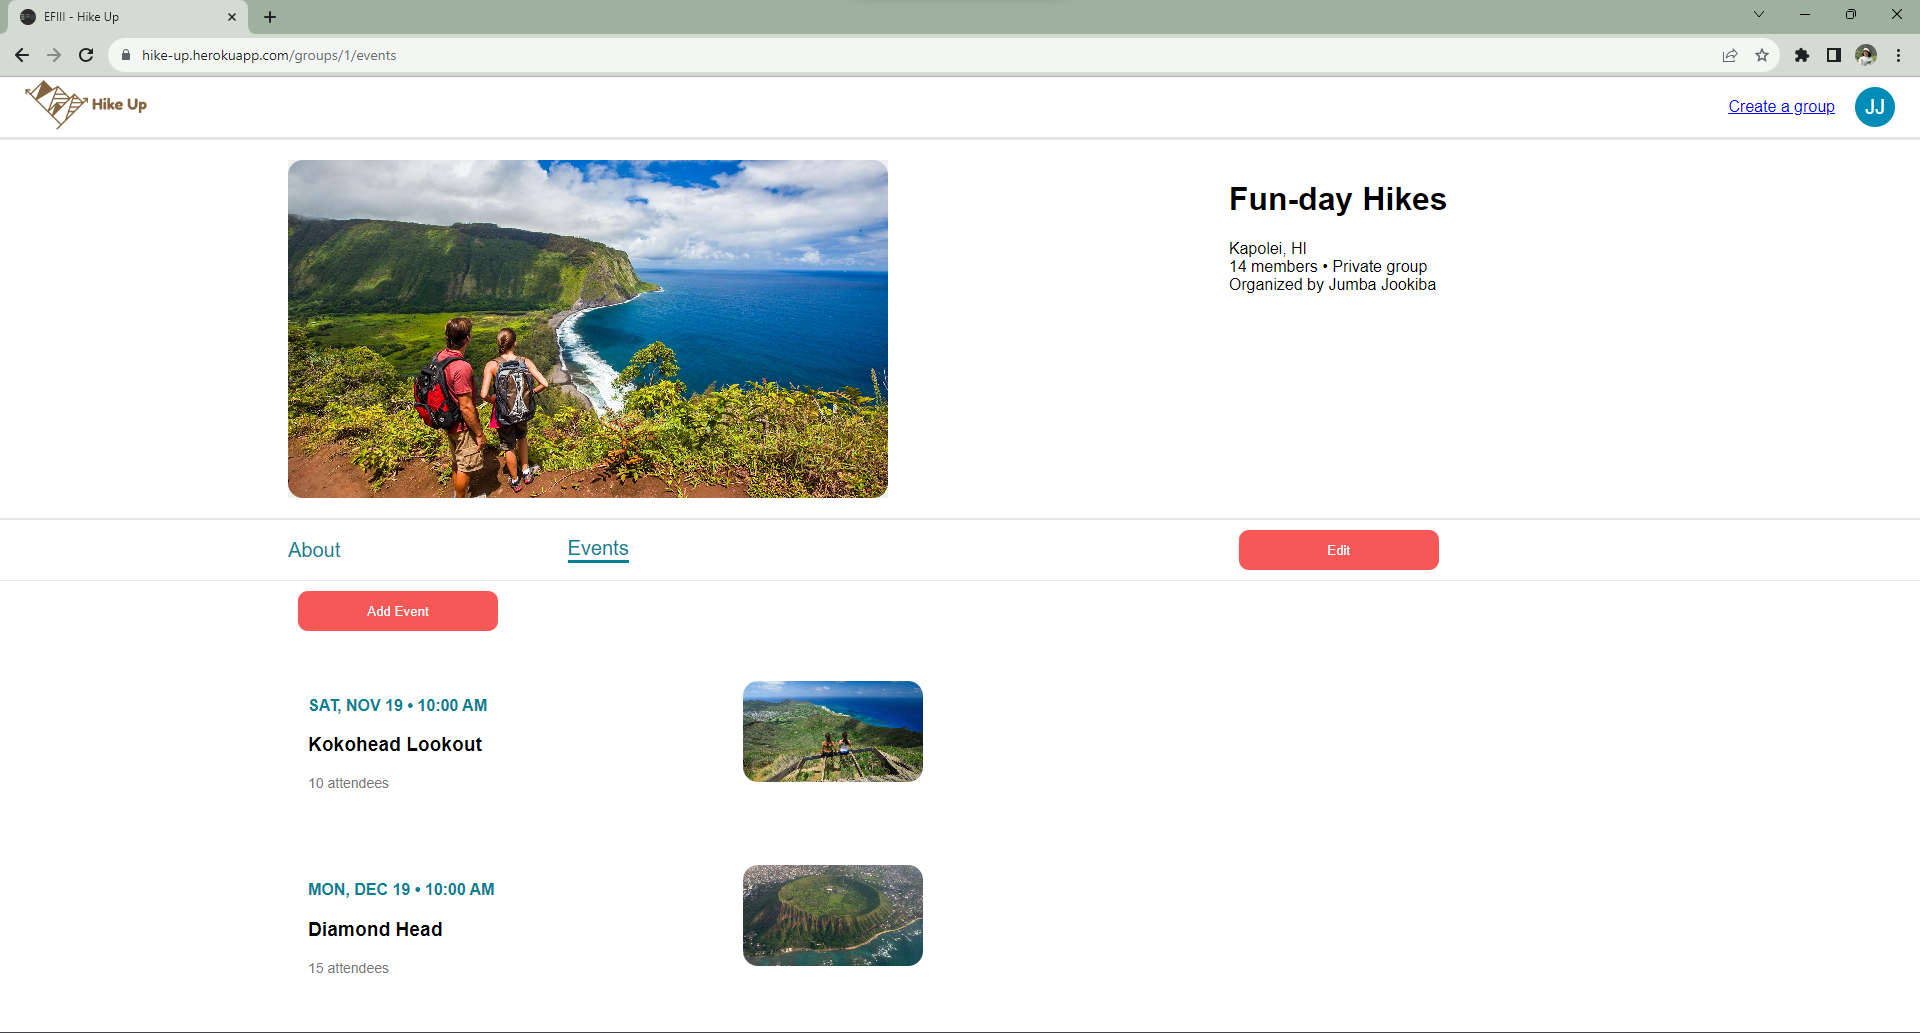 EFIII - Hike Up
hike-up.herokuapp.com/groups/1/events
Hike Up
Create a group
JJ
Fun-day Hikes
Kapolei, HI
14 members • Private group
Organized by Jumba Jookiba
About
Events
Edit
Add Event
SAT, NOV 19 • 10:00 AM
Kokohead Lookout
10 attendees
MON, DEC 19 • 10:00 AM
Diamond Head
15 attendees